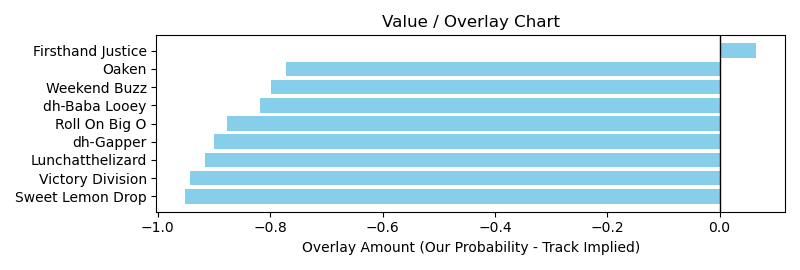 Value / Overlay Chart
Firsthand Justice
Oaken
Weekend Buzz
dh-Baba Looey
Roll On Big O
dh-Gapper
Lunchatthelizard
Victory Division
Sweet Lemon Drop
−1.0 −0.8 −0.6 −0.4 −0.2 0.0
Overlay Amount (Our Probability - Track Implied)